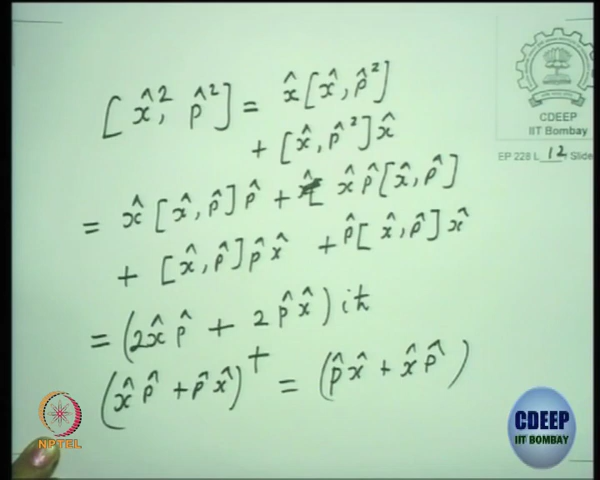 [x̂², p̂²] = x̂[x̂, p̂²]
+ [x̂, p̂²]x̂
= x̂[x̂, p̂]p̂ + x̂p̂[x̂, p̂]
+ [x̂, p̂]p̂x̂ + p̂[x̂, p̂]x̂
= (2x̂p̂ + 2p̂x̂)iħ
(x̂p̂ + p̂x̂)† = (p̂x̂ + x̂p̂)
CDEEP
IIT Bombay
EP 228 L 12, Slide
NPTEL
CDEEP
IIT BOMBAY